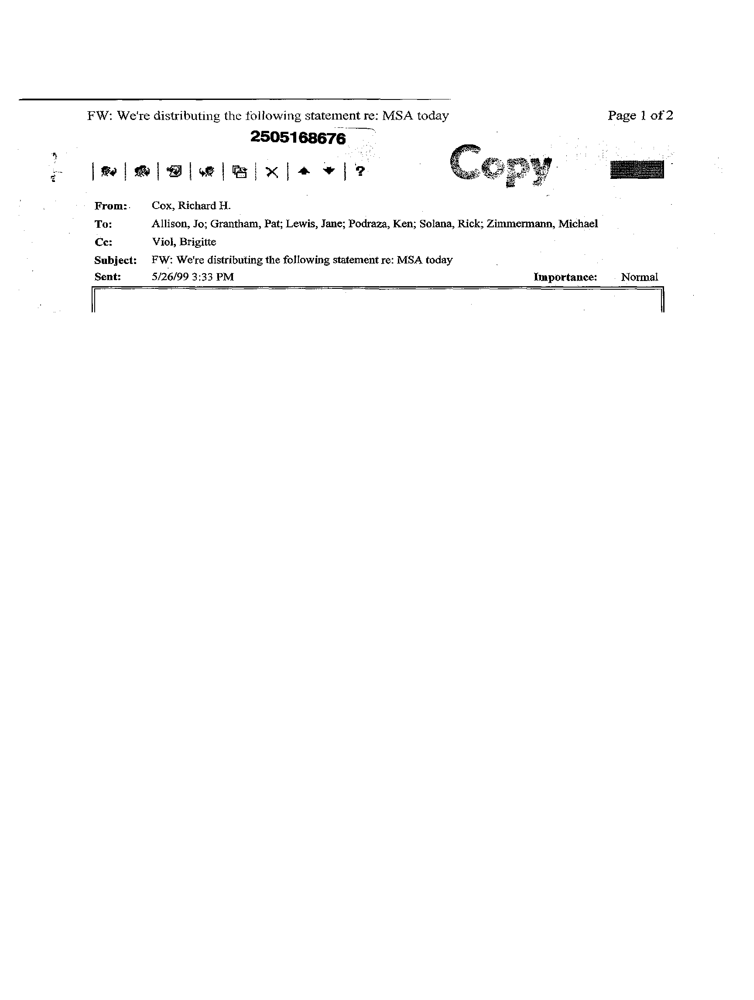 FW: We're distributing the following statement re: MSA today Page 1 of 2
2505168676
Copy
From: Cox, Richard H.
To: Allison, Jo; Grantham, Pat; Lewis, Jane; Podraza, Ken; Solana, Rick; Zimmermann, Michael
Cc: Viol, Brigitte
Subject: FW: We're distributing the following statement re: MSA today
Sent: 5/26/99 3:33 PM Importance: Normal